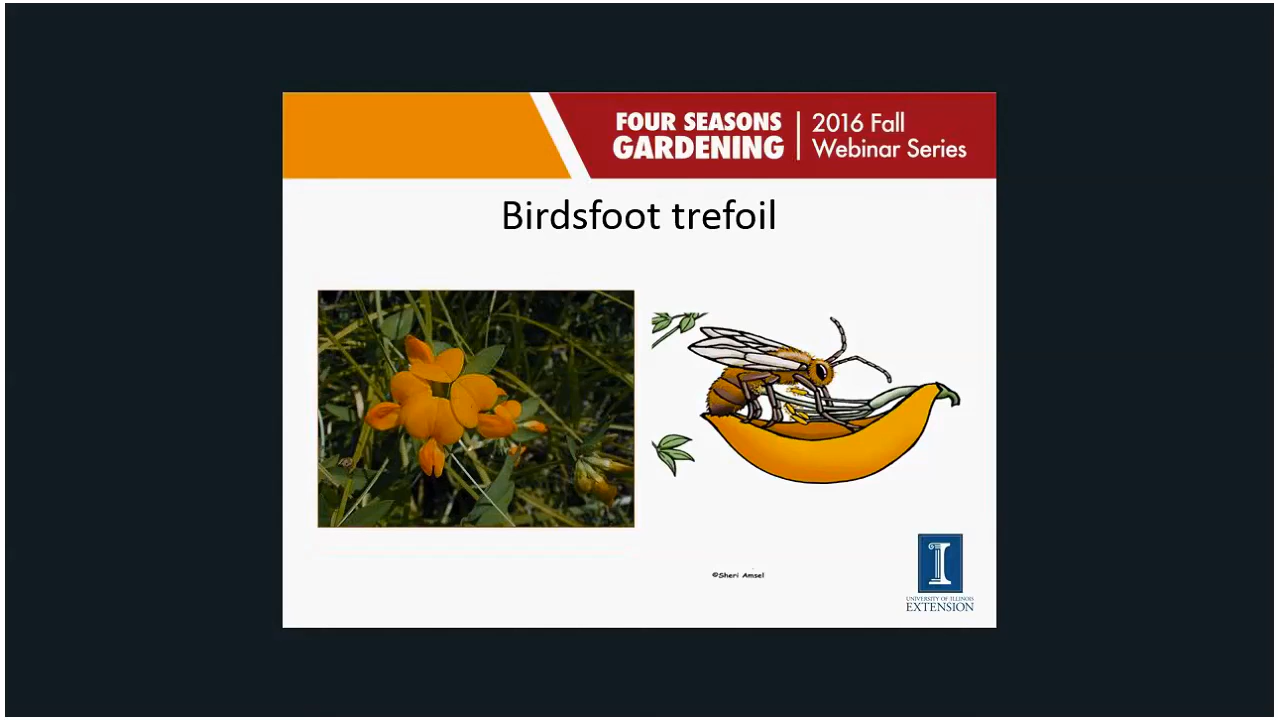 FOUR SEASONS
GARDENING
2016 Fall
Webinar Series
Birdsfoot trefoil
©Sheri Amsel
I
UNIVERSITY OF ILLINOIS
EXTENSION